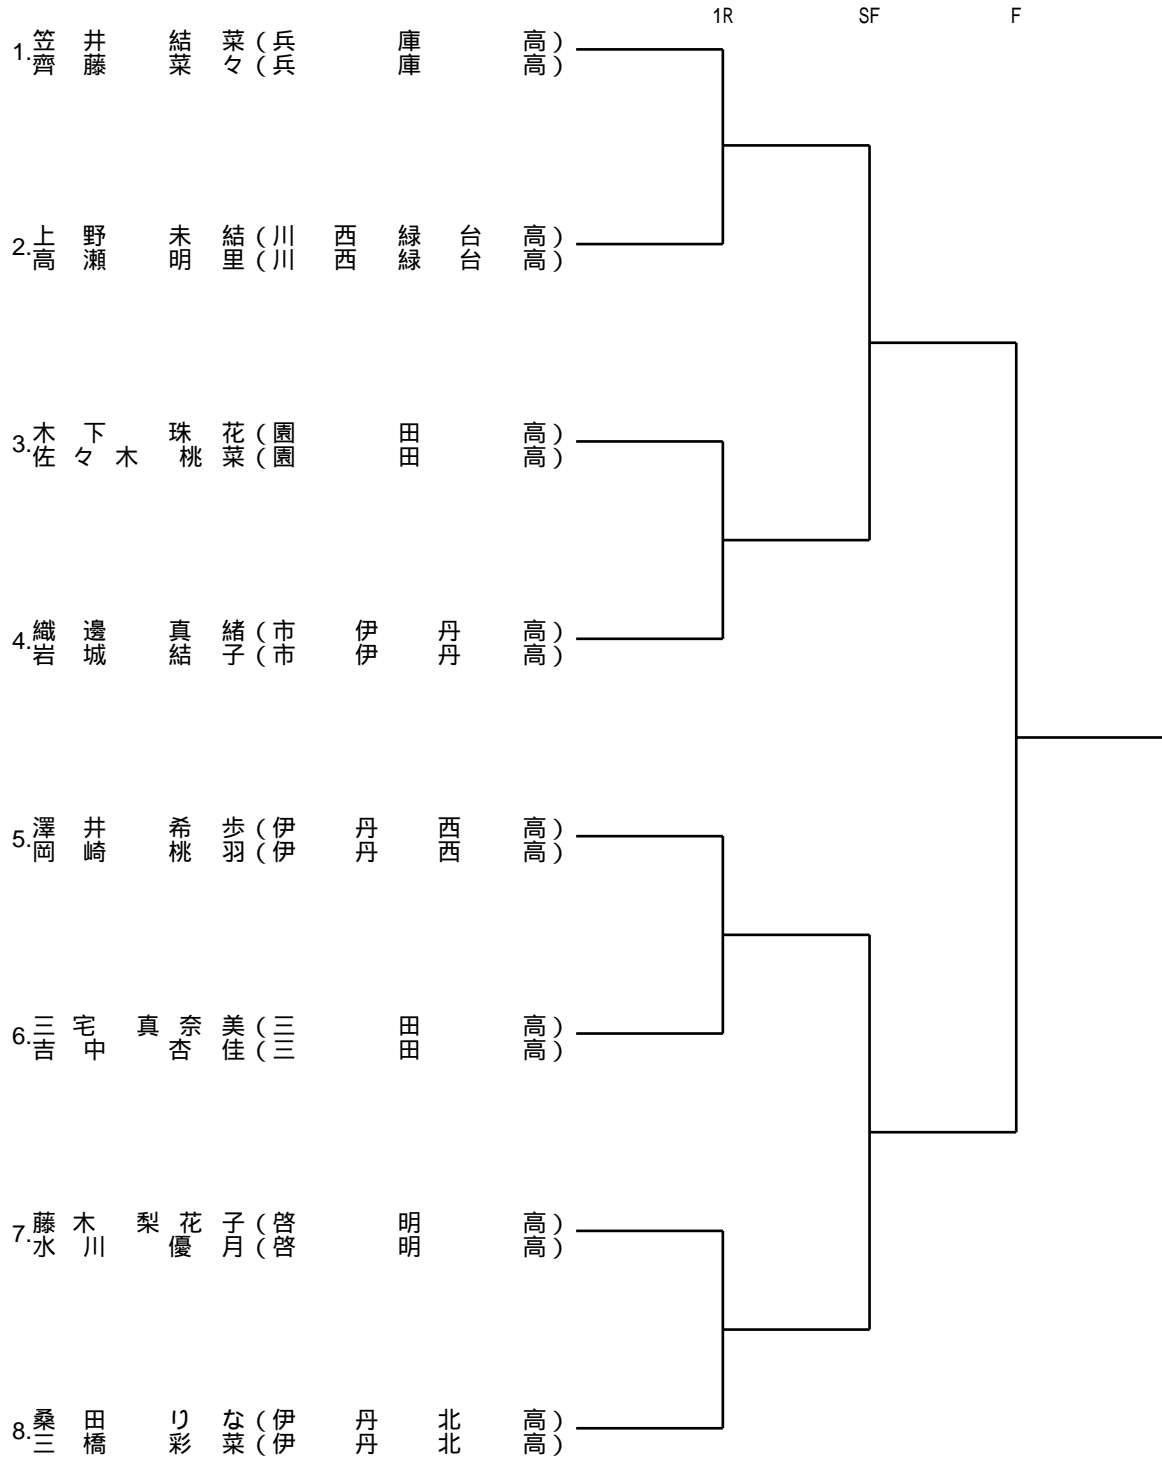 1R SF F
1. 笠井 結菜(兵庫高)
齊藤 菜々(兵庫高)
2. 上野 未結(川西緑台高)
高瀬 明里(川西緑台高)
3. 木下 珠花(園田高)
佐々木 桃菜(園田高)
4. 織邊 真緒(市伊丹高)
岩城 結子(市伊丹高)
5. 澤井 希歩(伊丹西高)
岡崎 桃羽(伊丹西高)
6. 三宅 真奈美(三田高)
吉中 杏佳(三田高)
7. 藤木 梨花子(啓明高)
水川 優月(啓明高)
8. 桑田 りな(伊丹北高)
三橋 彩菜(伊丹北高)